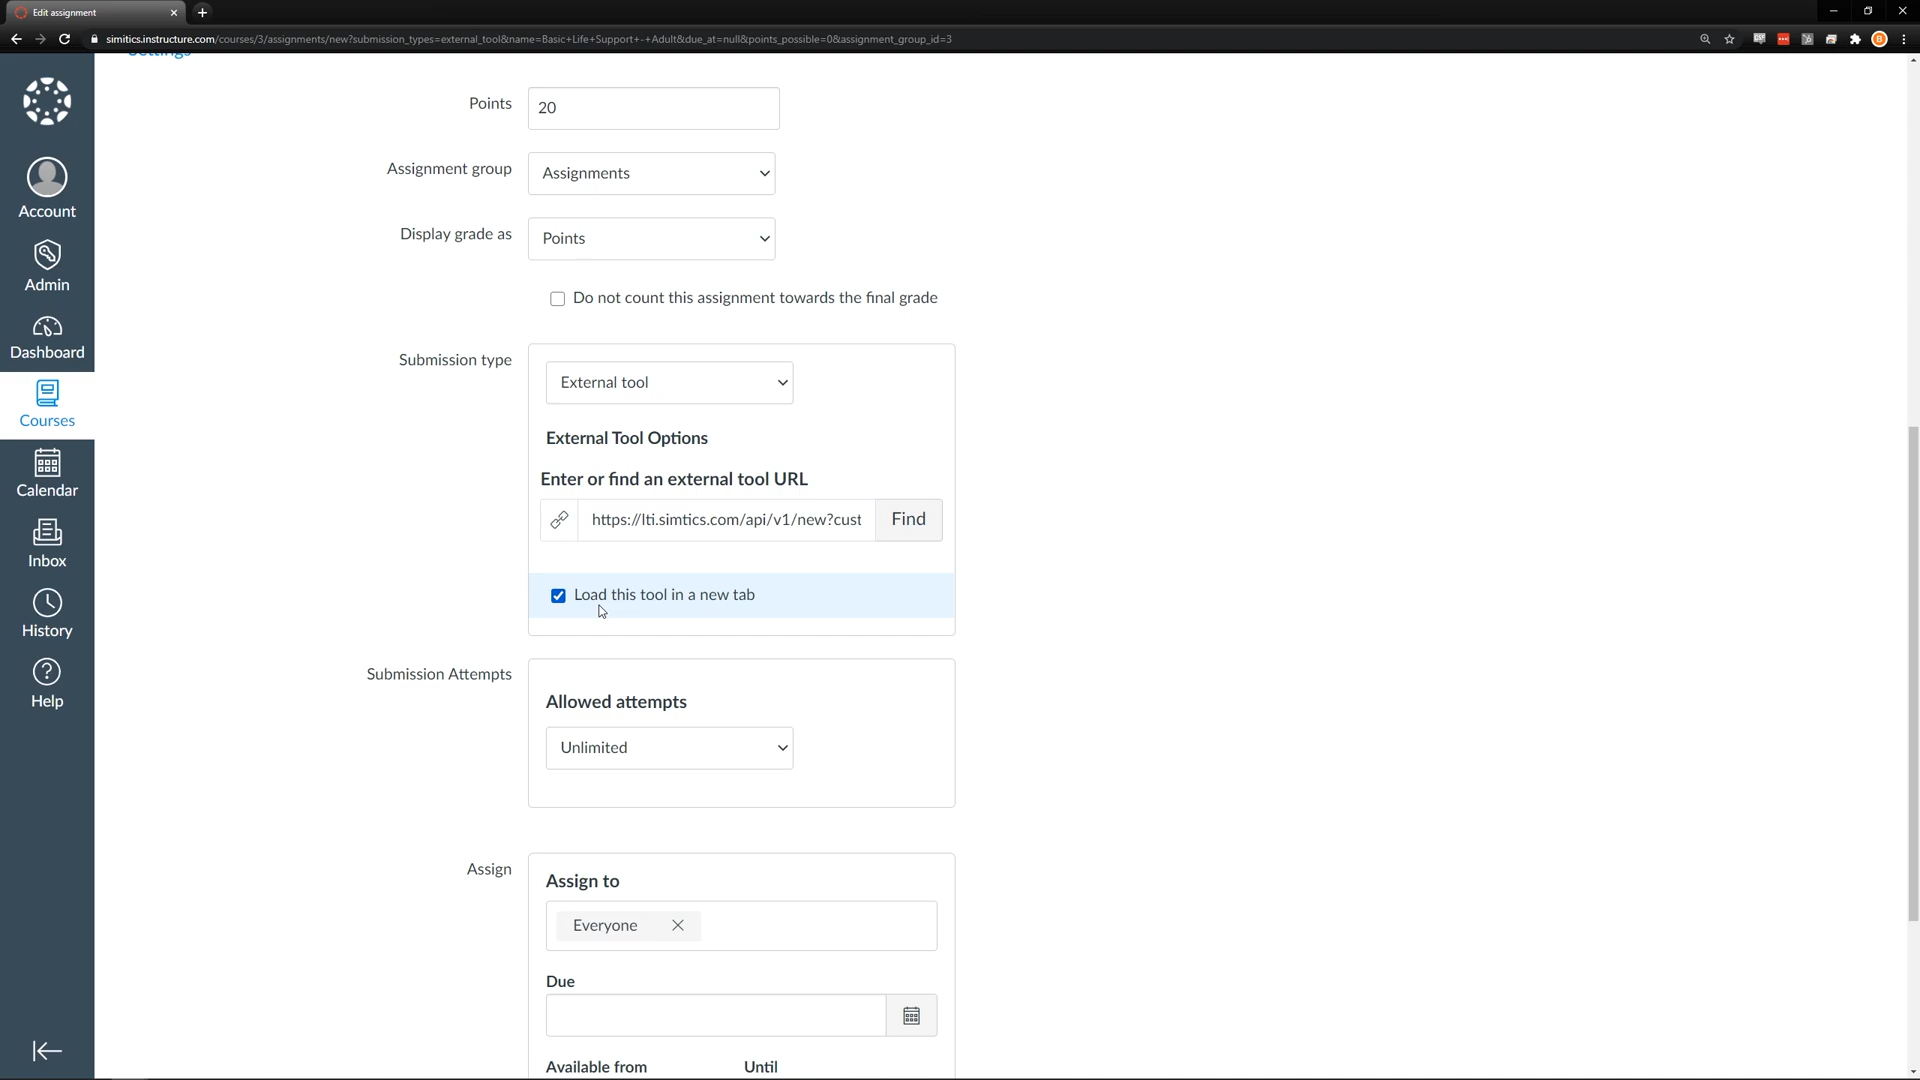 Edit assignment
simitics.instructure.com/courses/3/assignments/new?submission_types=external_tool&name=Basic+Life+Support+-+Adult&due_at=null&points_possible=0&assignment_group_id=3
Settings
Points
20
Assignment group
Assignments
Display grade as
Points
Do not count this assignment towards the final grade
Submission type
External tool
External Tool Options
Enter or find an external tool URL
https://lti.simtics.com/api/v1/new?cust
Find
Load this tool in a new tab
Submission Attempts
Allowed attempts
Unlimited
Assign
Assign to
Everyone
Due
Available from
Until
Account
Admin
Dashboard
Courses
Calendar
Inbox
History
Help
B